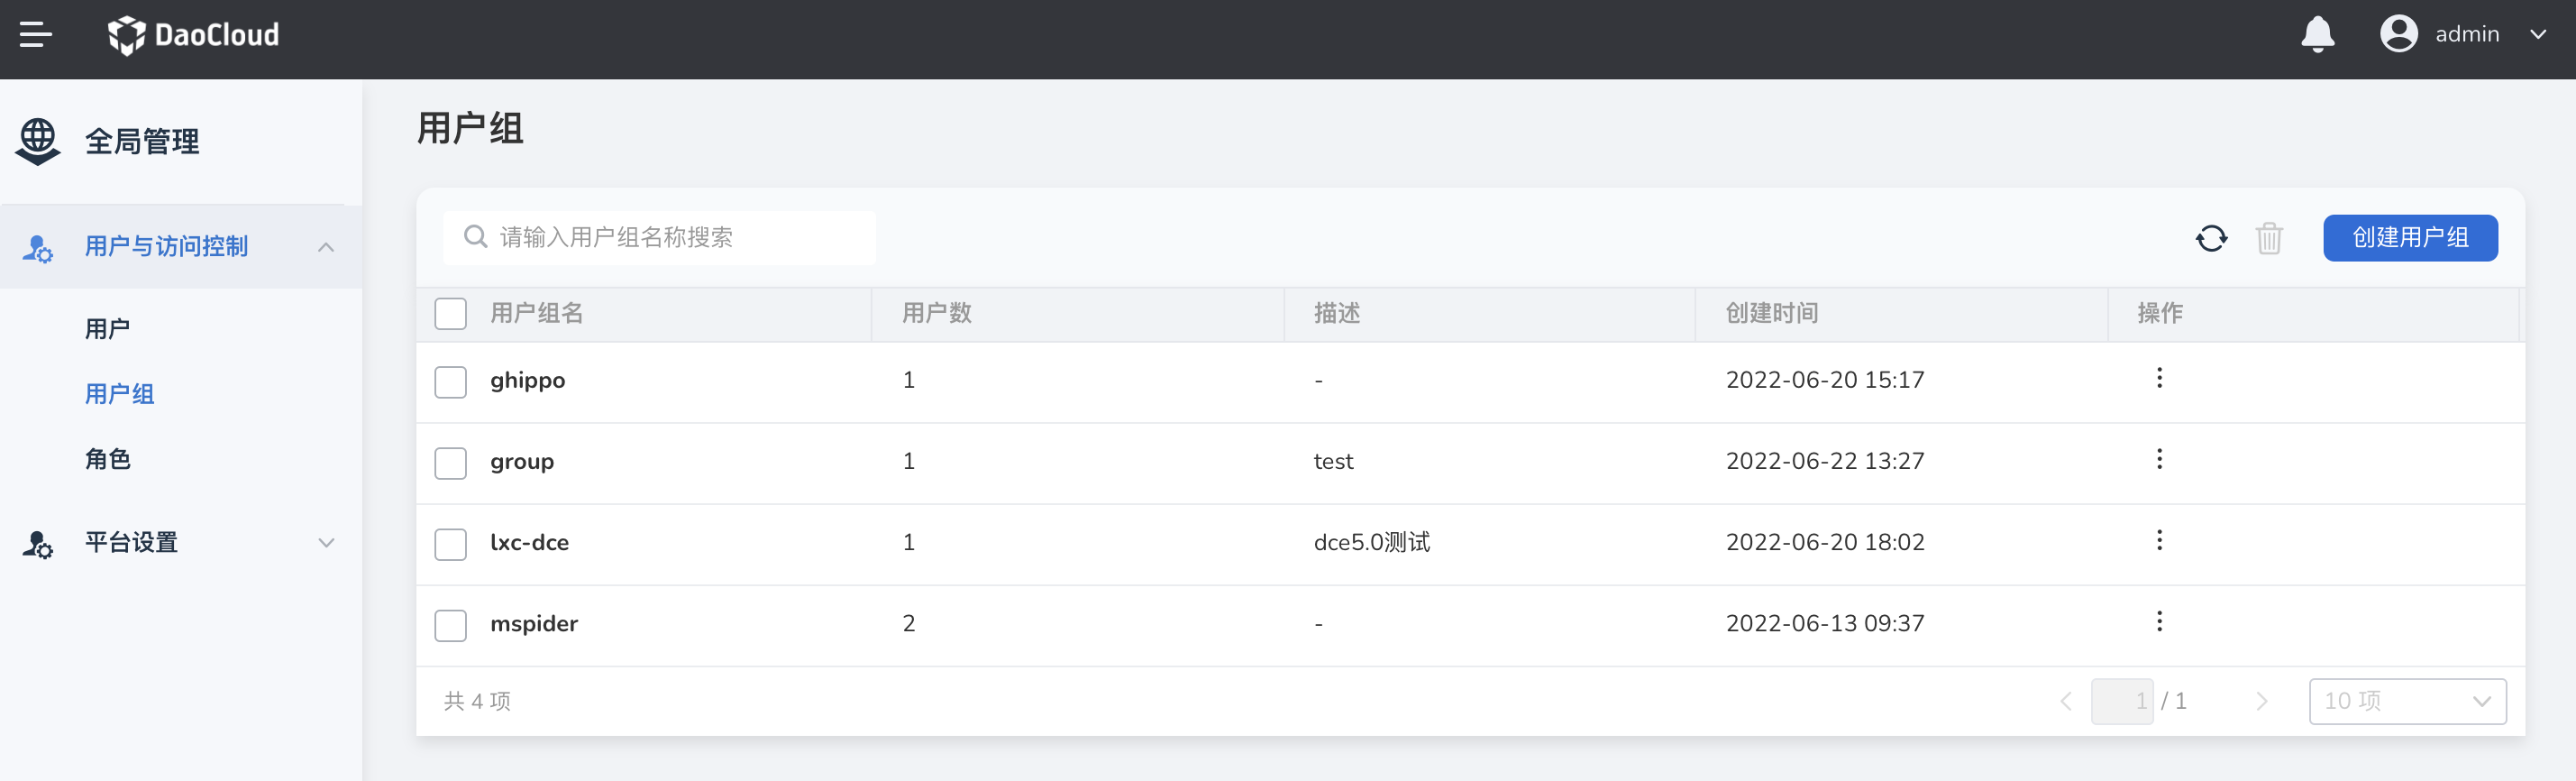 DaoCloud
admin
全局管理
用户与访问控制
用户
用户组
角色
平台设置
用户组
请输入用户组名称搜索
创建用户组
用户组名 用户数 描述 创建时间 操作
ghippo 1 - 2022-06-20 15:17
group 1 test 2022-06-22 13:27
lxc-dce 1 dce5.0测试 2022-06-20 18:02
mspider 2 - 2022-06-13 09:37
共 4 项 1 / 1 10 项